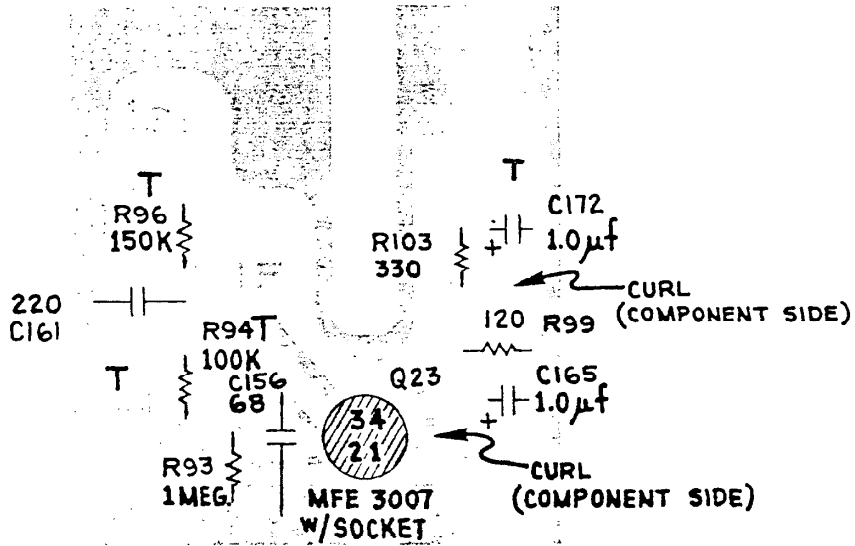 T
T
R96
150K
C172
1.0µf
+
R103
330
CURL
(COMPONENT SIDE)
220
C161
120 R99
R94
T
100K
T
C156
68
Q23
C165
1.0µf
+
34
21
R93
1MEG.
CURL
(COMPONENT SIDE)
MFE 3007
W/SOCKET